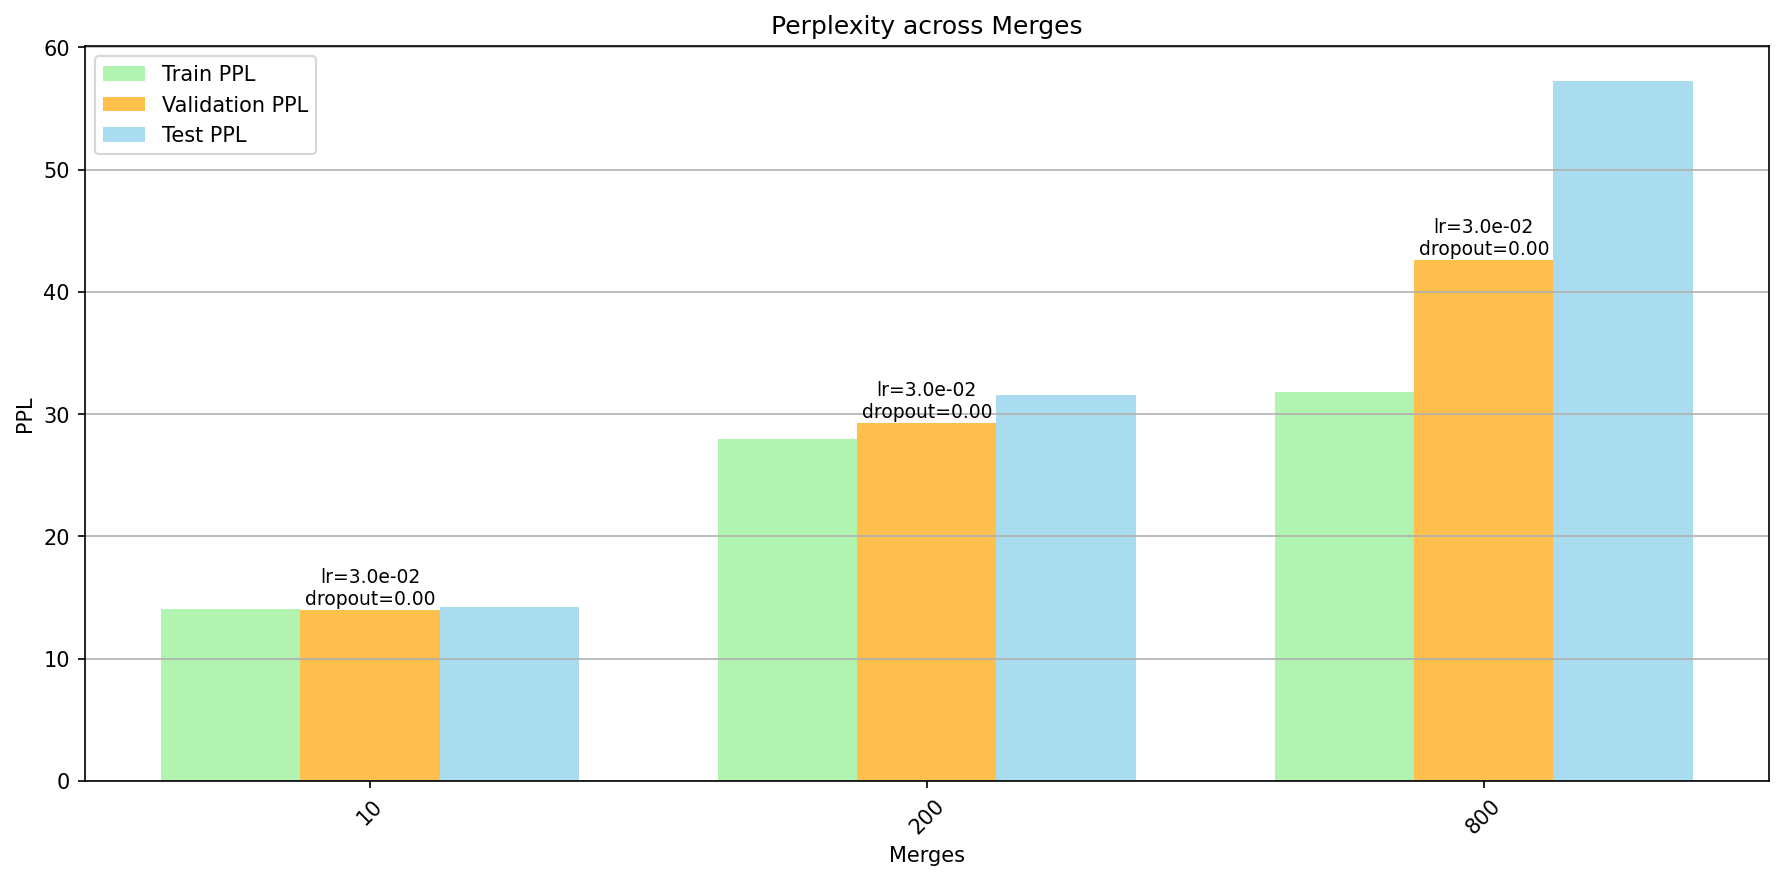 Perplexity across Merges
Train PPL
Validation PPL
Test PPL
60
50
40
30
20
10
0
PPL
lr=3.0e-02
dropout=0.00
lr=3.0e-02
dropout=0.00
lr=3.0e-02
dropout=0.00
10
200
800
Merges